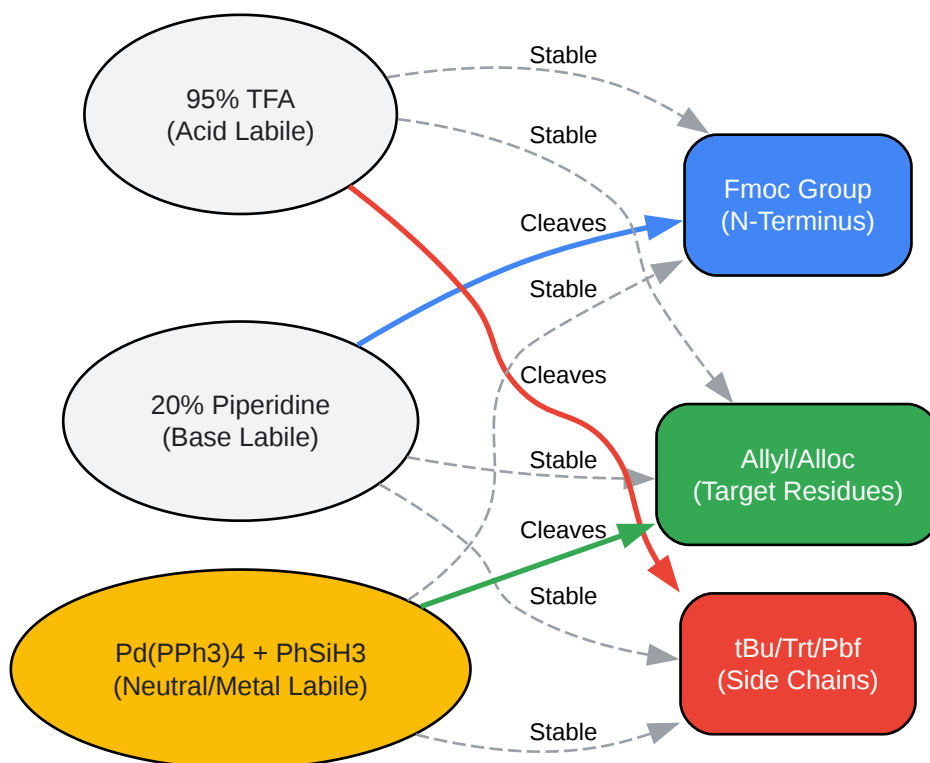 Stable
95% TFA
(Acid Labile)
Stable
Fmoc Group
(N-Terminus)
Cleaves
Stable
Cleaves
20% Piperidine
(Base Labile)
Stable
Allyl/Alloc
(Target Residues)
Cleaves
Stable
Pd(PPh3)4 + PhSiH3
(Neutral/Metal Labile)
tBu/Trt/Pbf
(Side Chains)
Stable